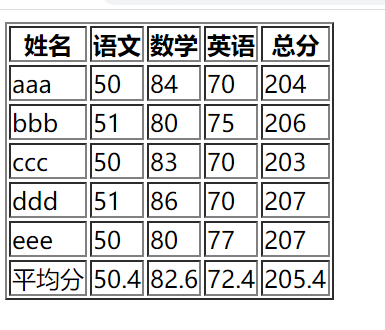 姓名 语文 数学 英语 总分
aaa 50 84 70 204
bbb 51 80 75 206
ccc 50 83 70 203
ddd 51 86 70 207
eee 50 80 77 207
平均分 50.4 82.6 72.4 205.4